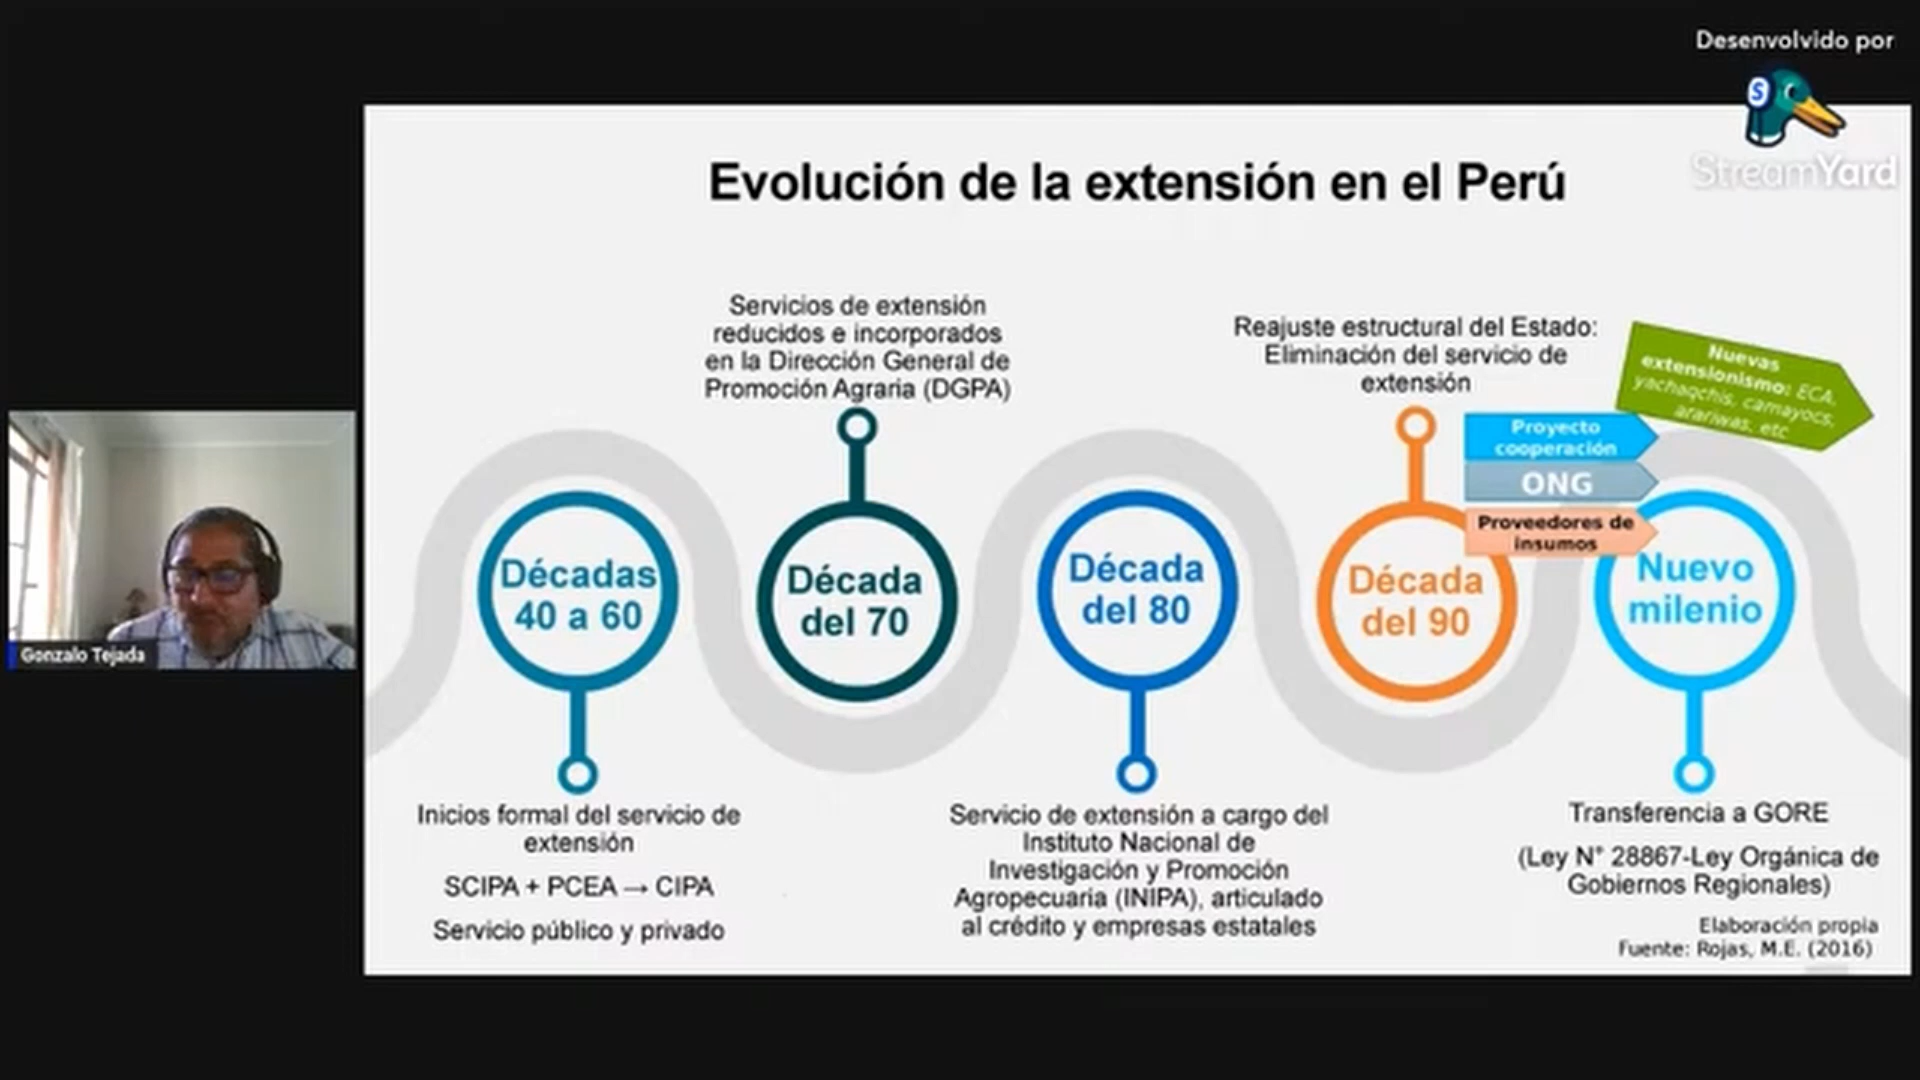 Desenvolvido por
StreamYard
Evolución de la extensión en el Perú
Servicios de extensión
reducidos e incorporados
en la Dirección General de
Promoción Agraria (DGPA)
Reajuste estructural del Estado:
Eliminación del servicio de
extensión
Nuevas
extensionismo: ECA,
yachaqchis, camayocs,
arariwas, etc
Proyecto
cooperación
ONG
Proveedores de
insumos
Décadas
40 a 60
Década
del 70
Década
del 80
Década
del 90
Nuevo
milenio
Gonzalo Tejada
Inicios formal del servicio de
extensión
SCIPA + PCEA → CIPA
Servicio público y privado
Servicio de extensión a cargo del
Instituto Nacional de
Investigación y Promoción
Agropecuaria (INIPA), articulado
al crédito y empresas estatales
Transferencia a GORE
(Ley N° 28867-Ley Orgánica de
Gobiernos Regionales)
Elaboración propia
Fuente: Rojas, M.E. (2016)